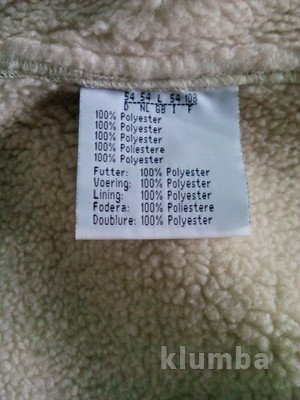 54 54 L 54 108
D NL GB I F
100% Polyester
100% Polyester
100% Polyester
100% Poliestere
100% Polyester
Futter: 100% Polyester
Voering: 100% Polyester
Lining: 100% Polyester
Fodera: 100% Poliestere
Doublure: 100% Polyester
klumba